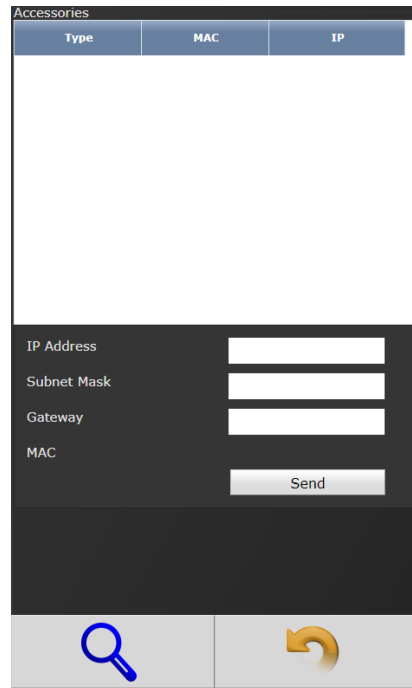 Accessories
Type MAC IP
IP Address
Subnet Mask
Gateway
MAC
Send